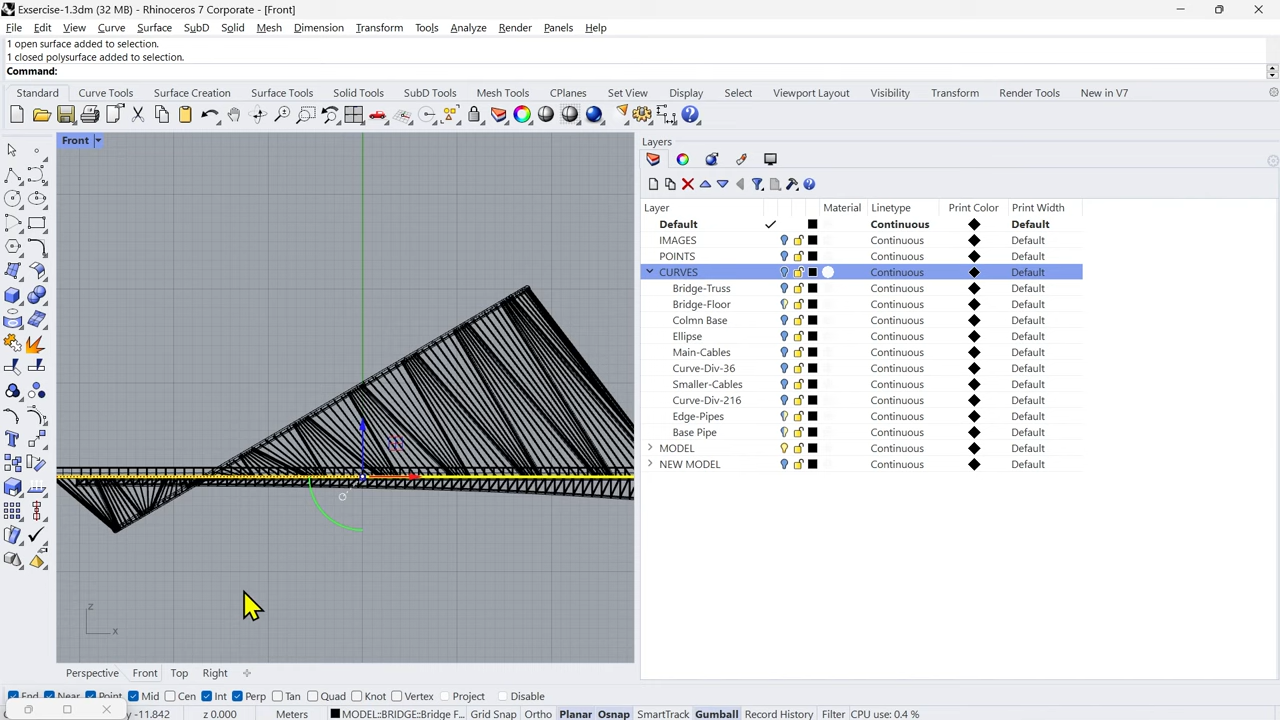 Exsercise-1.3dm (32 MB) - Rhinoceros 7 Corporate - [Front]
File Edit View Curve Surface SubD Solid Mesh Dimension Transform Tools Analyze Render Panels Help
1 open surface added to selection.
1 closed polysurface added to selection.
Command:
Standard Curve Tools Surface Creation Surface Tools Solid Tools SubD Tools Mesh Tools CPlanes Set View Display Select Viewport Layout Visibility Transform Render Tools New in V7
Front
Layers
Layer Material Linetype Print Color Print Width
Default Continuous Default
IMAGES Continuous Default
POINTS Continuous Default
CURVES Continuous Default
Bridge-Truss Continuous Default
Bridge-Floor Continuous Default
Colmn Base Continuous Default
Ellipse Continuous Default
Main-Cables Continuous Default
Curve-Div-36 Continuous Default
Smaller-Cables Continuous Default
Curve-Div-216 Continuous Default
Edge-Pipes Continuous Default
Base Pipe Continuous Default
MODEL Continuous Default
NEW MODEL Continuous Default
z
x
Perspective Front Top Right
End Near Point Mid Cen Int Perp Tan Quad Knot Vertex Project Disable
y -11.842 z 0.000 Meters MODEL::BRIDGE::Bridge F... Grid Snap Ortho Planar Osnap SmartTrack Gumball Record History Filter CPU use: 0.4 %